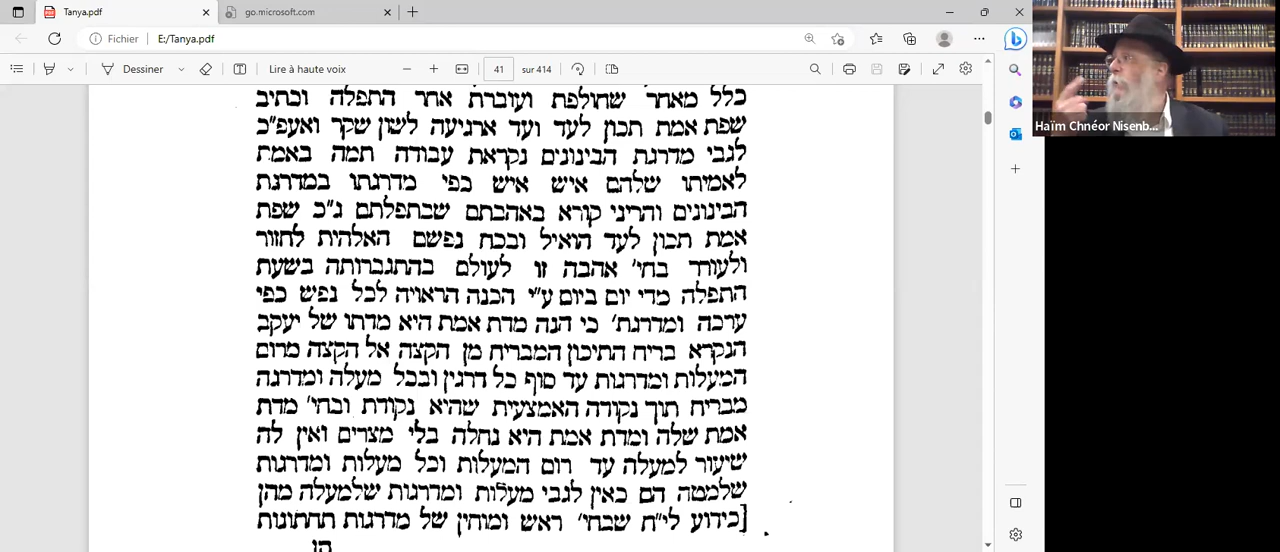 Tanya.pdf
go.microsoft.com
Fichier
E:/Tanya.pdf
Dessiner
Lire à haute voix
41
sur 414
Haïm Chnéor Nisenb...
כלל מאחר שחולפת ועוברת אחר התפלה וכתיב
שפת אמת תכון לעד ועד ארגיעה לשון שקר ואעפ"כ
לגבי מדרגת הבינונים נקראת עבודה תמה באמת
לאמיתו שלהם איש איש כפי מדרגתו במדרגת
הבינונים והריני קורא באהבתם שבתפלתם ג"כ שפת
אמת תכון לעד הואיל ובכח נפשם האלהית לחזור
ולעורר בחי' אהבה זו לעולם בהתגברותה בשעת
התפלה מדי יום ביום ע"י הכנה הראויה לכל נפש כפי
ערכה ומדרגת' כי הנה מדת אמת היא מדתו של יעקב
הנקרא בריח התיכון המבריח מן הקצה אל הקצה מרום
המעלות ומדרגות עד סוף כל דרגין ובכל מעלה ומדרגה
מבריח תוך נקודה האמצעית שהיא נקודת ובחי' מדת
אמת שלה ומדת אמת היא נחלה בלי מצרים ואין לה
שיעור למעלה עד רום המעלות וכל מעלות ומדרגות
שלמטה הם כאין לגבי מעלות ומדרגות שלמעלה מהן
[כידוע לי"ח שבחי' ראש ומוחין של מדרגות תחתונות
הן